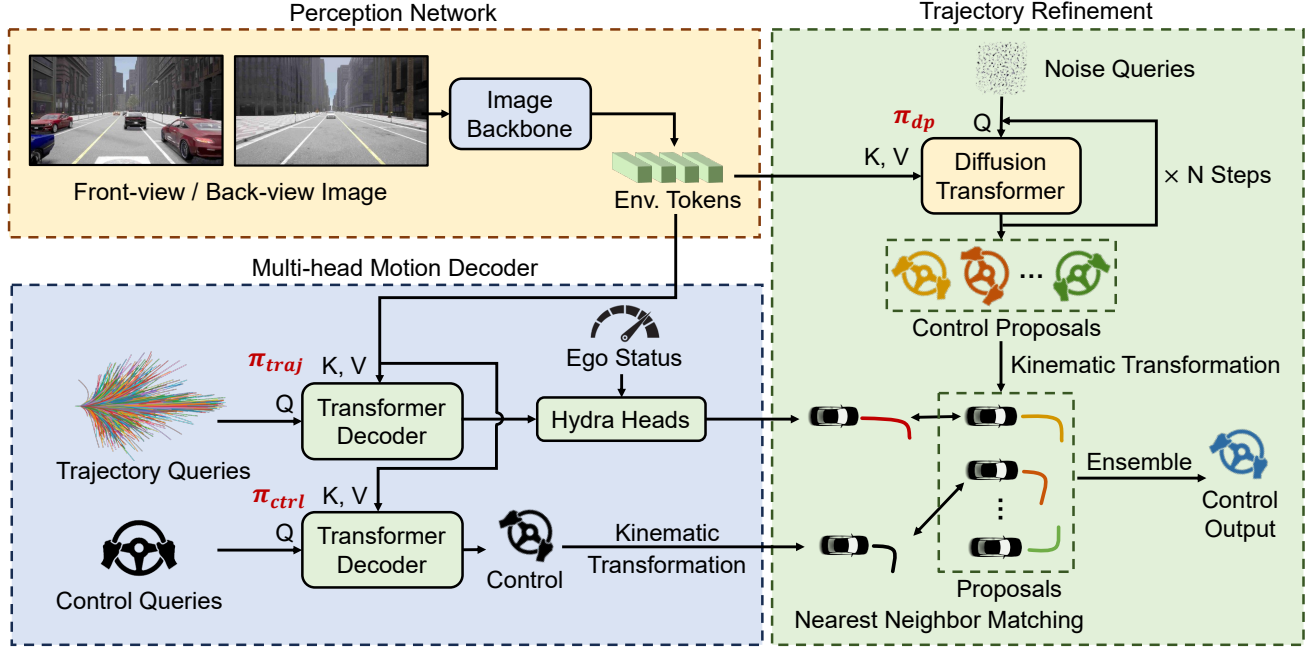 Perception Network
Image
Backbone
Front-view / Back-view Image
Env. Tokens
Multi-head Motion Decoder
Ego Status
π_traj
K, V
Q
Transformer
Decoder
Hydra Heads
Trajectory Queries
π_ctrl
K, V
Q
Transformer
Decoder
Control Queries
Control
Kinematic
Transformation
Trajectory Refinement
Noise Queries
π_dp
Q
K, V
Diffusion
Transformer
× N Steps
...
Control Proposals
Kinematic Transformation
Ensemble
Control
Output
Proposals
Nearest Neighbor Matching